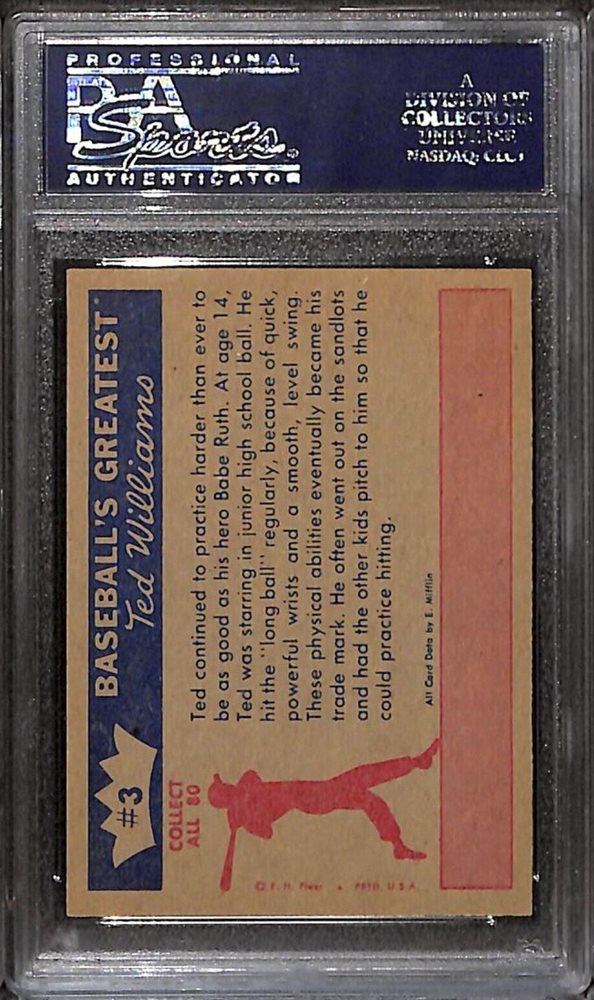 PROFESSIONAL
PSA
Sports
AUTHENTICATOR
A
DIVISION OF
COLLECTORS
UNIVERSE
NASDAQ: CLCT
#3
BASEBALL'S GREATEST
Ted Williams
COLLECT
ALL 80
Ted continued to practice harder than ever to
be as good as his hero Babe Ruth. At age 14,
Ted was starring in junior high school ball. He
hit the "long ball" regularly, because of quick,
powerful wrists and a smooth, level swing.
These physical abilities eventually became his
trade mark. He often went out on the sandlots
and had the other kids pitch to him so that he
could practice hitting.
All Card Data by E. Mifflin
© F. H. Fleer • PRTD. U.S.A.